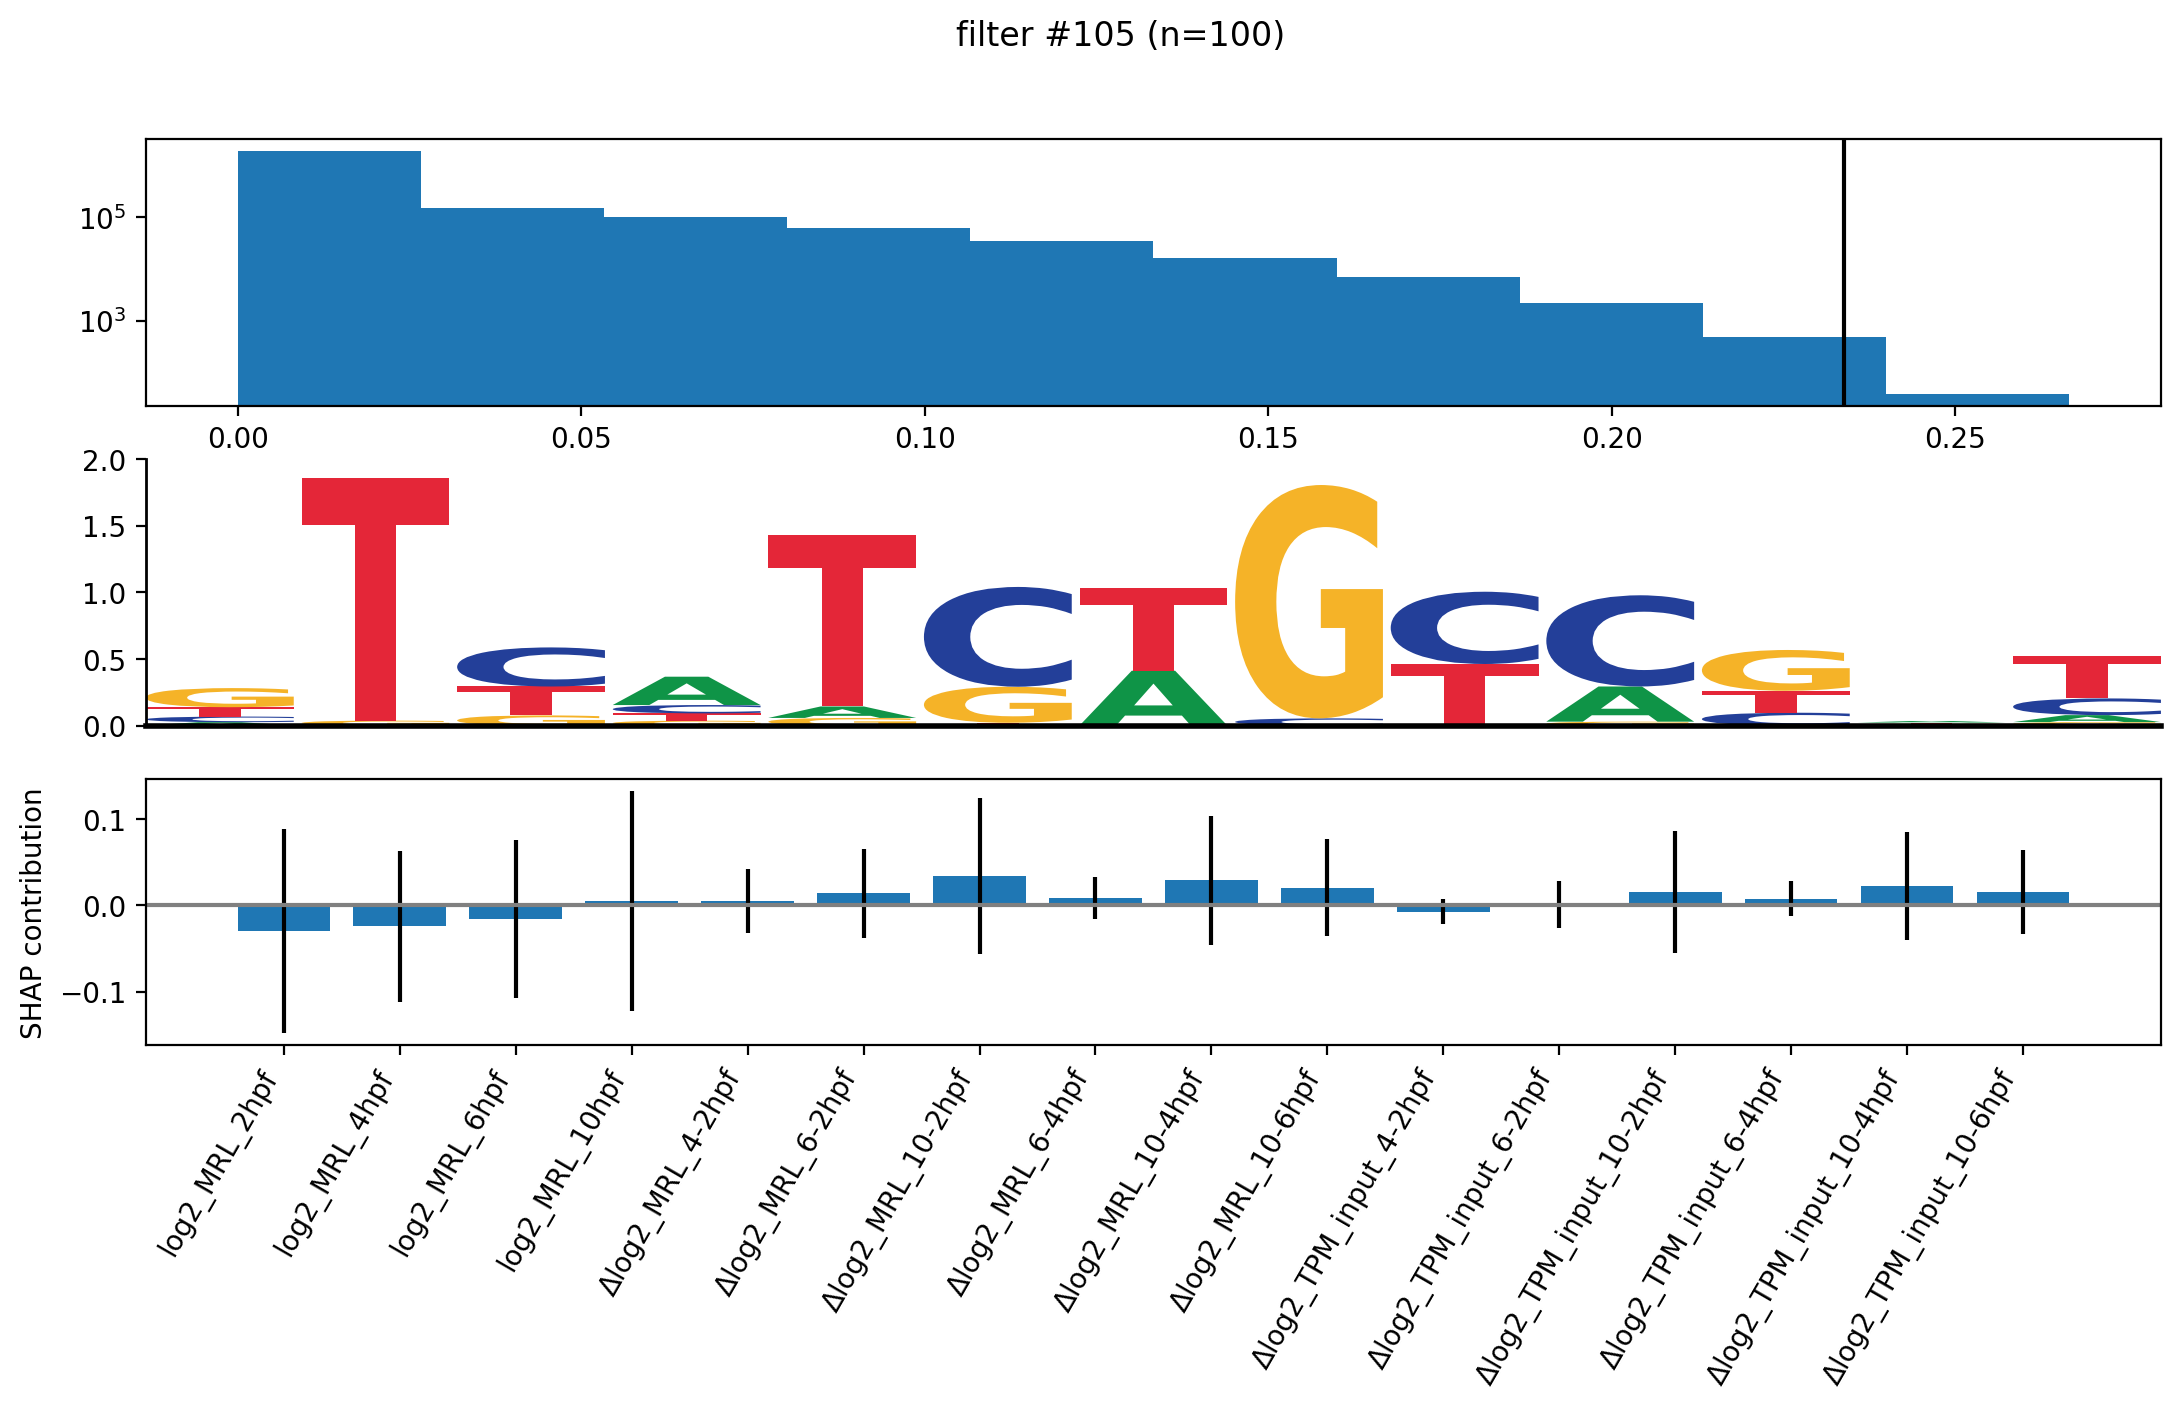 filter #105 (n=100)
10^5
10^3
0.00 0.05 0.10 0.15 0.20 0.25
2.0
1.5
1.0
0.5
0.0
G T C A T C T G C C G T
T T C A G A T A T C
C G T G C C A
SHAP contribution
0.1
0.0
−0.1
log2_MRL_2hpf
log2_MRL_4hpf
log2_MRL_6hpf
log2_MRL_10hpf
Δlog2_MRL_4-2hpf
Δlog2_MRL_6-2hpf
Δlog2_MRL_10-2hpf
Δlog2_MRL_6-4hpf
Δlog2_MRL_10-4hpf
Δlog2_MRL_10-6hpf
Δlog2_TPM_input_4-2hpf
Δlog2_TPM_input_6-2hpf
Δlog2_TPM_input_10-2hpf
Δlog2_TPM_input_6-4hpf
Δlog2_TPM_input_10-4hpf
Δlog2_TPM_input_10-6hpf